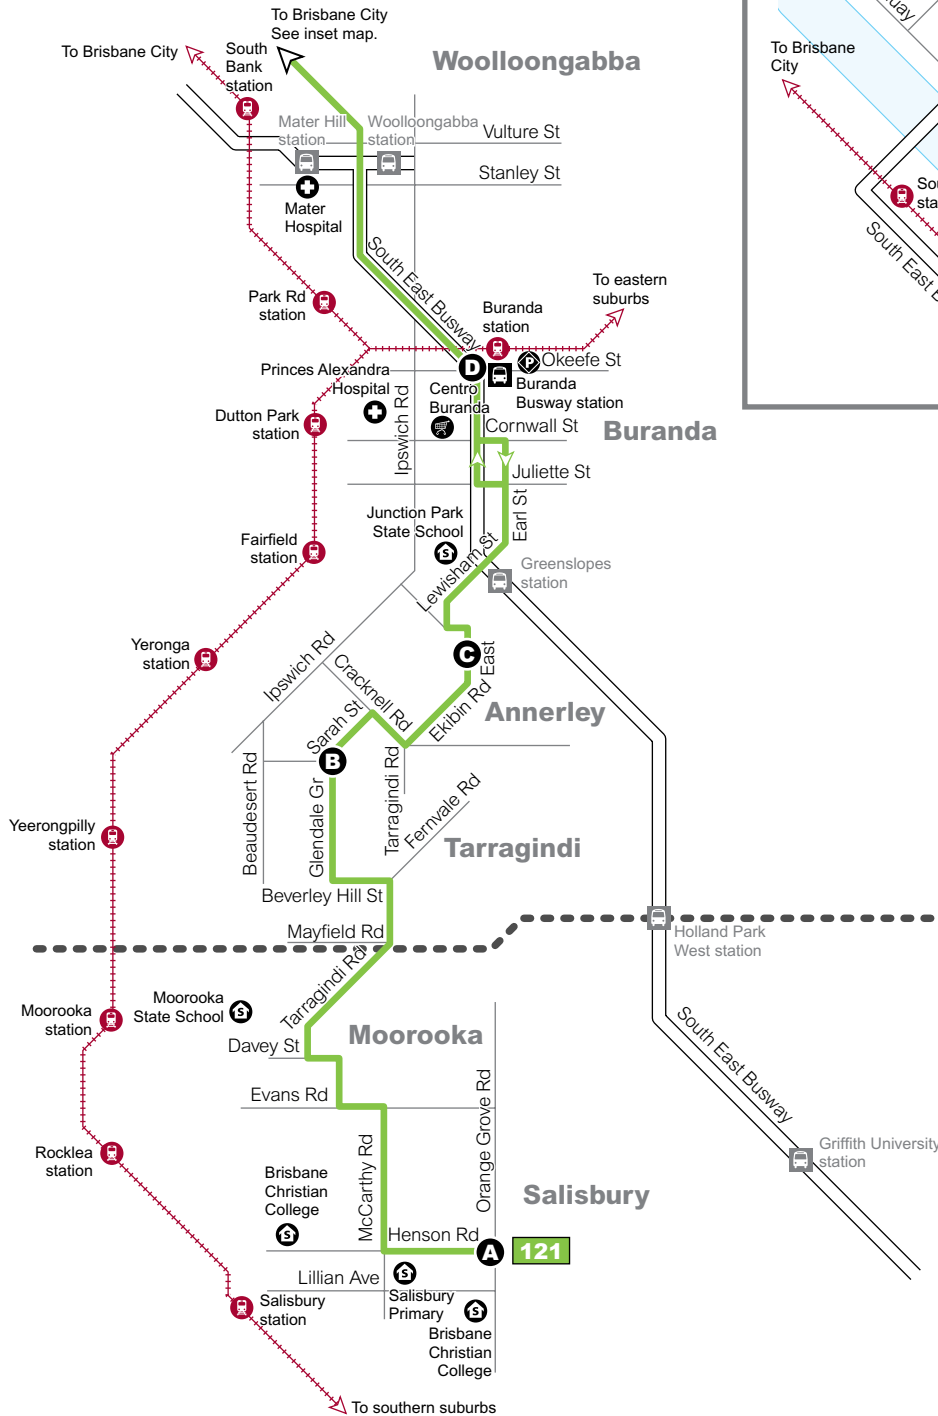 To Brisbane City
See inset map.
To Brisbane City
South
Bank
station
Woolloongabba
Mater Hill
station
Woolloongabba
station
Vulture St
Stanley St
Mater
Hospital
South East Busway
To Brisbane
City
South East
Park Rd
station
To eastern
suburbs
Buranda
station
P
Okeefe St
D
Princes Alexandra
Hospital
Buranda
Busway station
Centro
Buranda
Dutton Park
station
Ipswich Rd
Cornwall St
Buranda
Juliette St
Earl St
Junction Park
State School
S
Fairfield
station
Lewisham St
Greenslopes
station
Yeronga
station
Ipswich Rd
Cracknell Rd
C
East
Ekibin Rd
Annerley
Sarah St
B
Beaudesert Rd
Glendale Gr
Tarragindi Rd
Fernvale Rd
Yeerongpilly
station
Tarragindi
Beverley Hill St
Mayfield Rd
Holland Park
West station
Tarragindi Rd
Moorooka
State School
S
Moorooka
station
Moorooka
Davey St
South East Busway
Evans Rd
Orange Grove Rd
McCarthy Rd
Rocklea
station
Griffith University
station
Brisbane
Christian
College
S
Salisbury
Henson Rd
A
121
Lillian Ave
S
Salisbury
Primary
Salisbury
station
S
Brisbane
Christian
College
To southern suburbs